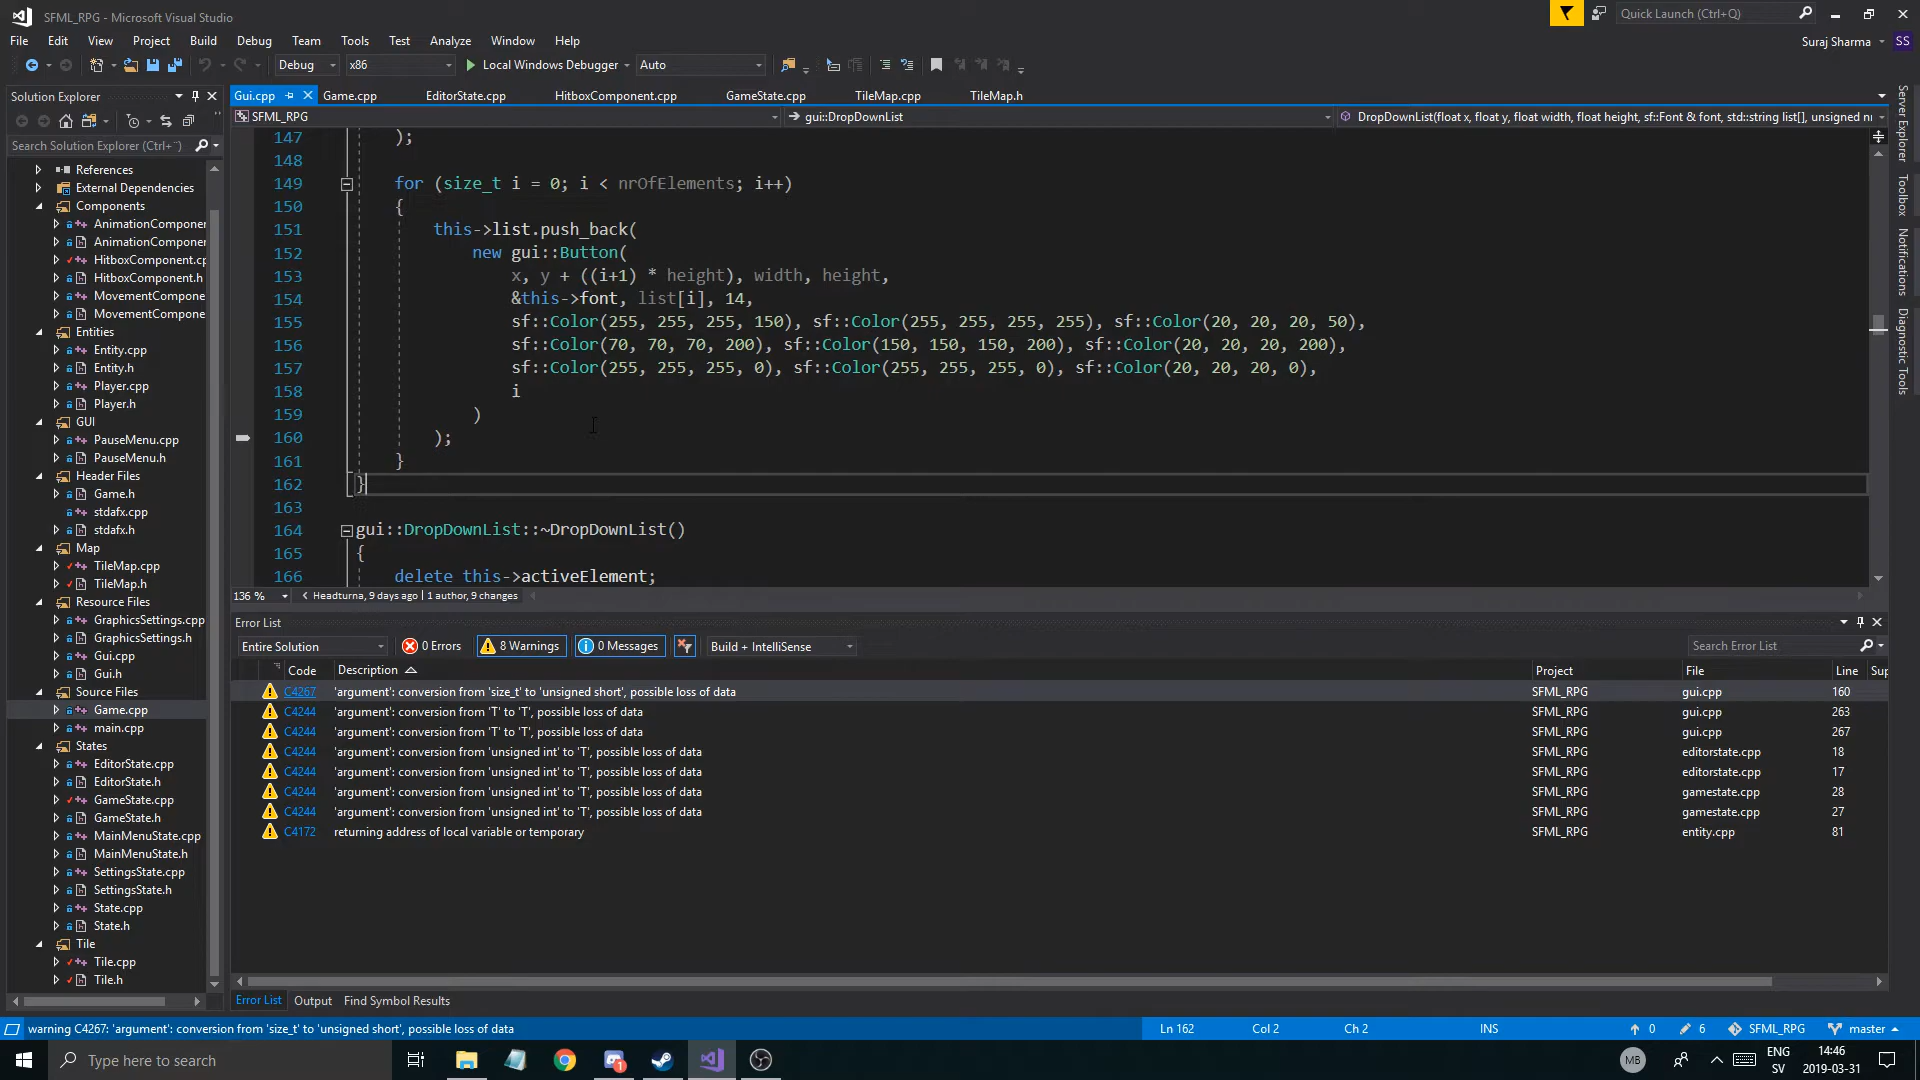 SFML_RPG - Microsoft Visual Studio
Quick Launch (Ctrl+Q)
File Edit View Project Build Debug Team Tools Test Analyze Window Help
Suraj Sharma SS
Debug x86 Local Windows Debugger Auto
Solution Explorer
Search Solution Explorer (Ctrl+¨)
References
External Dependencies
Components
AnimationComponen
AnimationComponen
HitboxComponent.cp
HitboxComponent.h
MovementCompone
MovementCompone
Entities
Entity.cpp
Entity.h
Player.cpp
Player.h
GUI
PauseMenu.cpp
PauseMenu.h
Header Files
Game.h
stdafx.cpp
stdafx.h
Map
TileMap.cpp
TileMap.h
Resource Files
GraphicsSettings.cpp
GraphicsSettings.h
Gui.cpp
Gui.h
Source Files
Game.cpp
main.cpp
States
EditorState.cpp
EditorState.h
GameState.cpp
GameState.h
MainMenuState.cpp
MainMenuState.h
SettingsState.cpp
SettingsState.h
State.cpp
State.h
Tile
Tile.cpp
Tile.h
Gui.cpp Game.cpp EditorState.cpp HitboxComponent.cpp GameState.cpp TileMap.cpp TileMap.h
SFML_RPG gui::DropDownList DropDownList(float x, float y, float width, float height, sf::Font & font, std::string list[], unsigned nr
147 );
148
149 for (size_t i = 0; i < nrOfElements; i++)
150 {
151 this->list.push_back(
152 new gui::Button(
153 x, y + ((i+1) * height), width, height,
154 &this->font, list[i], 14,
155 sf::Color(255, 255, 255, 150), sf::Color(255, 255, 255, 255), sf::Color(20, 20, 20, 50),
156 sf::Color(70, 70, 70, 200), sf::Color(150, 150, 150, 200), sf::Color(20, 20, 20, 200),
157 sf::Color(255, 255, 255, 0), sf::Color(255, 255, 255, 0), sf::Color(20, 20, 20, 0),
158 i
159 )
160 );
161 }
162 }
163
164 gui::DropDownList::~DropDownList()
165 {
166 delete this->activeElement;
136 % Headturna, 9 days ago | 1 author, 9 changes
Server Explorer
Toolbox
Notifications
Diagnostic Tools
Error List
Entire Solution 0 Errors 8 Warnings 0 Messages Build + IntelliSense Search Error List
Code Description Project File Line Sup
C4267 'argument': conversion from 'size_t' to 'unsigned short', possible loss of data SFML_RPG gui.cpp 160
C4244 'argument': conversion from 'T' to 'T', possible loss of data SFML_RPG gui.cpp 263
C4244 'argument': conversion from 'T' to 'T', possible loss of data SFML_RPG gui.cpp 267
C4244 'argument': conversion from 'unsigned int' to 'T', possible loss of data SFML_RPG editorstate.cpp 18
C4244 'argument': conversion from 'unsigned int' to 'T', possible loss of data SFML_RPG editorstate.cpp 17
C4244 'argument': conversion from 'unsigned int' to 'T', possible loss of data SFML_RPG gamestate.cpp 28
C4244 'argument': conversion from 'unsigned int' to 'T', possible loss of data SFML_RPG gamestate.cpp 27
C4172 returning address of local variable or temporary SFML_RPG entity.cpp 81
Error List Output Find Symbol Results
warning C4267: 'argument': conversion from 'size_t' to 'unsigned short', possible loss of data Ln 162 Col 2 Ch 2 INS 0 6 SFML_RPG master
Type here to search
MB ENG 14:46
SV 2019-03-31